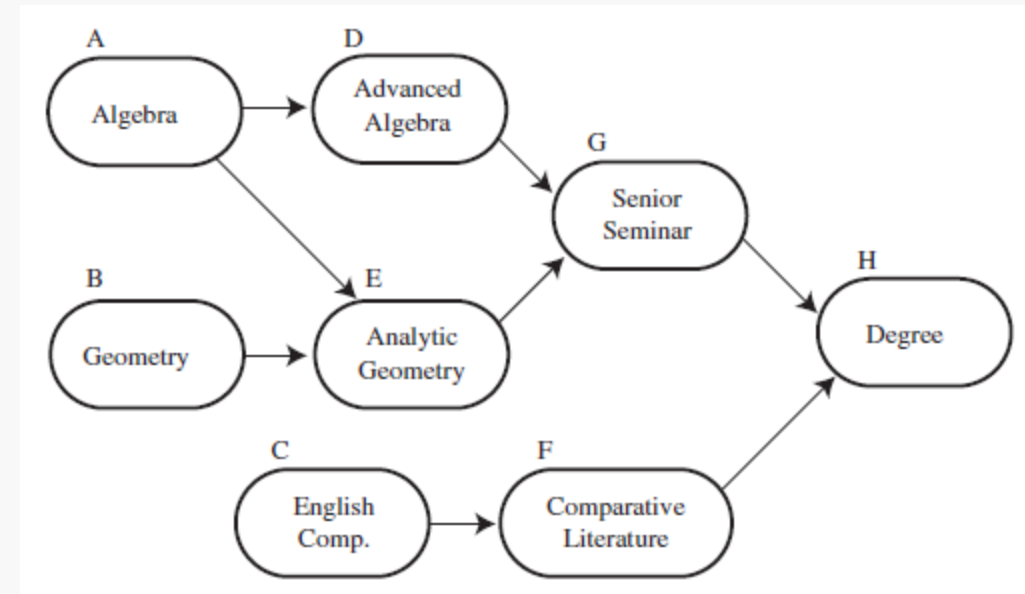 A
Algebra
D
Advanced
Algebra
G
Senior
Seminar
H
Degree
B
Geometry
E
Analytic
Geometry
C
English
Comp.
F
Comparative
Literature